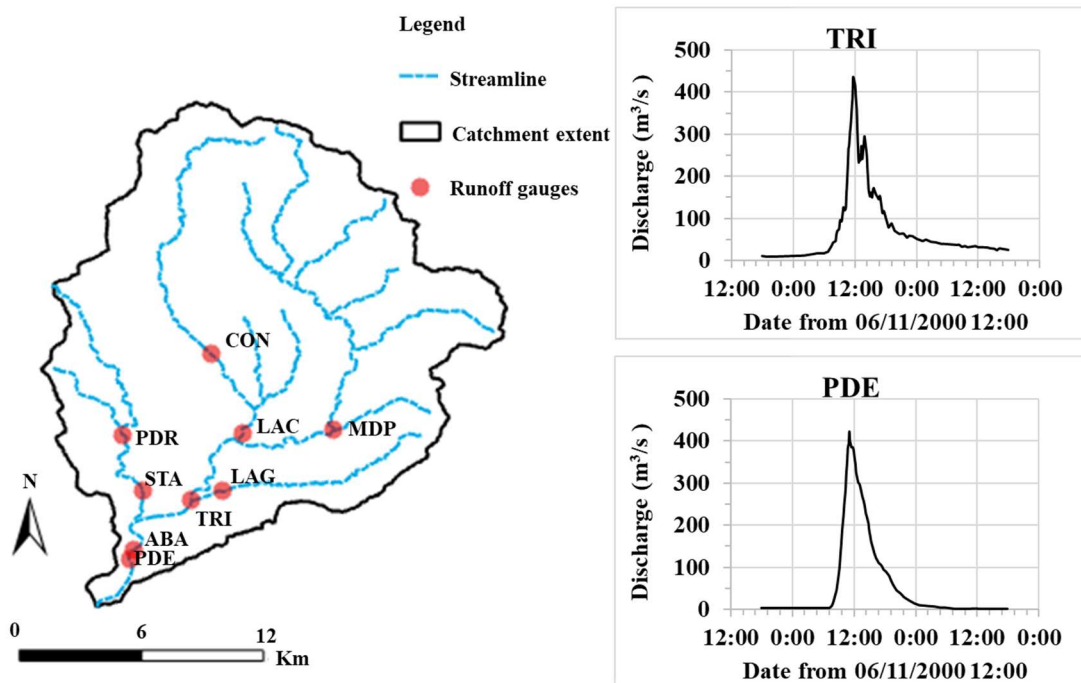 Legend
Streamline
Catchment extent
Runoff gauges
CON
LAC
MDP
PDR
STA
LAG
TRI
ABA
PDE
N
0 6 12
Km
TRI
Discharge (m³/s)
500
400
300
200
100
0
12:00 0:00 12:00 0:00 12:00 0:00
Date from 06/11/2000 12:00
PDE
Discharge (m³/s)
500
400
300
200
100
0
12:00 0:00 12:00 0:00 12:00 0:00
Date from 06/11/2000 12:00